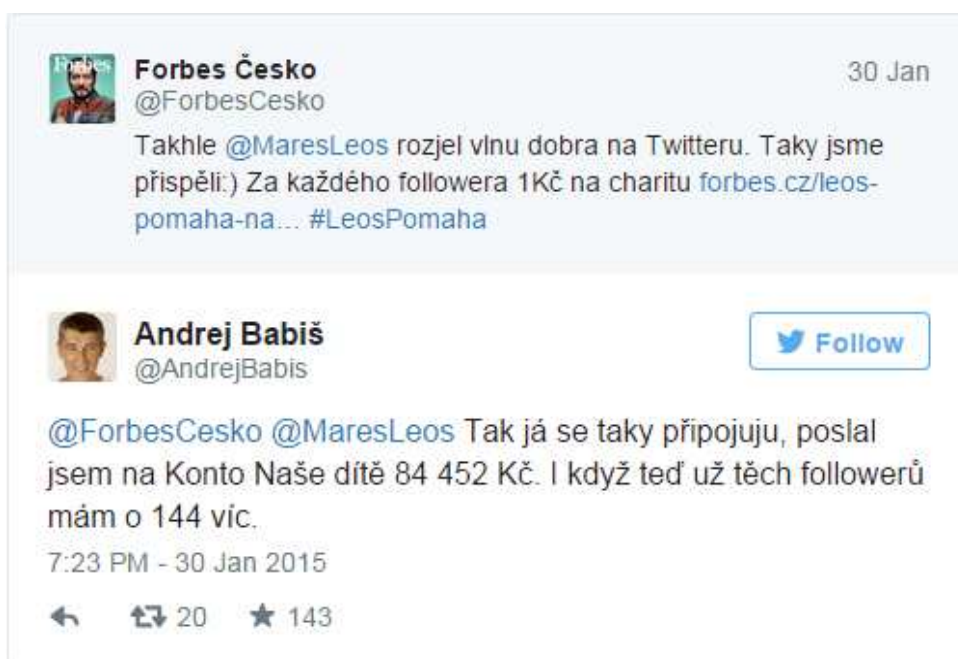 Forbes
Forbes Česko
30 Jan
@ForbesCesko
Takhle @MaresLeos rozjel vlnu dobra na Twitteru. Taky jsme
přispěli:) Za každého followera 1Kč na charitu forbes.cz/leos-
pomaha-na... #LeosPomaha
Andrej Babiš
@AndrejBabis
Follow
@ForbesCesko @MaresLeos Tak já se taky připojuju, poslal
jsem na Konto Naše dítě 84 452 Kč. I když teď už těch followerů
mám o 144 víc.
7:23 PM - 30 Jan 2015
20 143